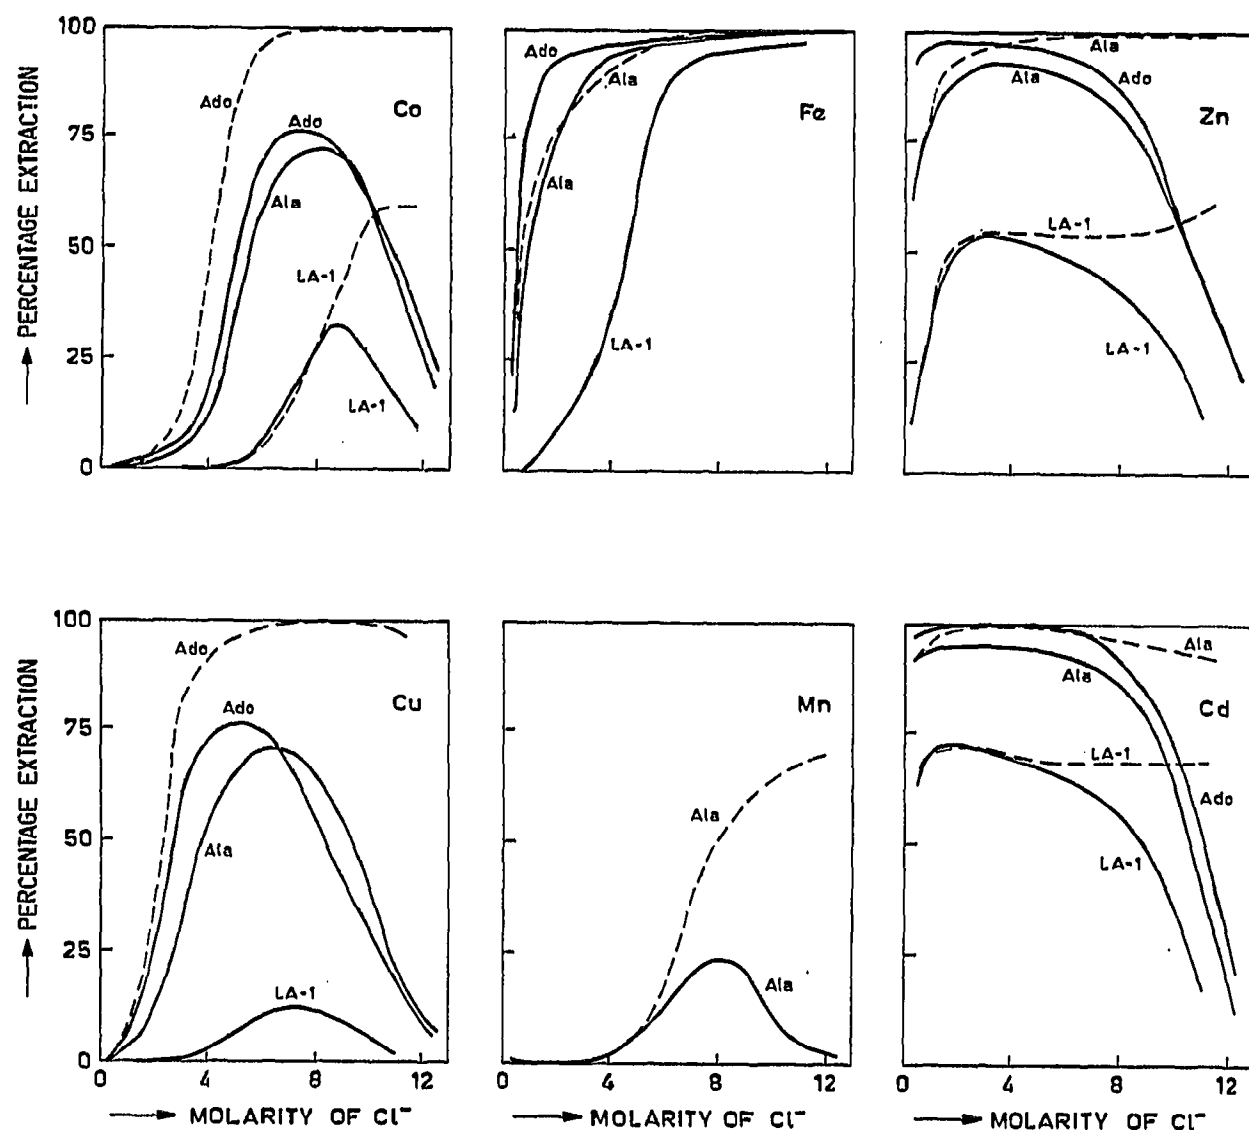 100
75
50
25
0
PERCENTAGE EXTRACTION
Ado
Ado
Ala
LA-1
LA-1
Co
Ado
Ala
Ala
LA-1
Fe
Ala
Ado
Ala
LA-1
LA-1
Zn
100
75
50
25
0
PERCENTAGE EXTRACTION
Ado
Ado
Ala
LA-1
Cu
0 4 8 12
MOLARITY OF Cl⁻
Mn
Ala
Ala
0 4 8 12
MOLARITY OF Cl⁻
Ala
Ala
Cd
LA-1
Ado
LA-1
0 4 8 12
MOLARITY OF Cl⁻